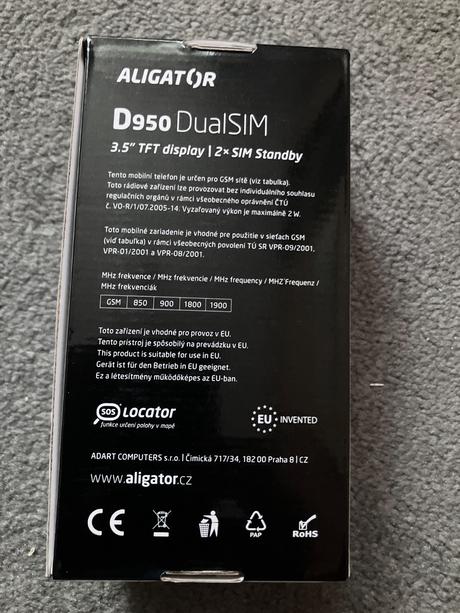 ALIGATOR
D950 DualSIM
3.5" TFT display | 2× SIM Standby
Tento mobilní telefon je určen pro GSM sítě (viz tabulka).
Toto rádiové zařízení lze provozovat bez individuálního souhlasu
regulačních orgánů v rámci všeobecného oprávnění ČTÚ
č. VO-R/1/07.2005-14. Vyzařovaný výkon je maximálně 2 W.
Toto mobilné zariadenie je vhodné pre použitie v sieťach GSM
(viď tabuľka) v rámci všeobecných povolení TÚ SR VPR-09/2001,
VPR-01/2001 a VPR-08/2001.
MHz frekvence / MHz frekvencie / MHz frequency / MHZ Frequenz /
MHz frekvenciák
GSM 850 900 1800 1900
Toto zařízení je vhodné pro provoz v EU.
Tento prístroj je spôsobilý na prevádzku v EU.
This product is suitable for use in EU.
Gerät ist für den Betrieb in EU geeignet.
Ez a létesítmény működőképes az EU-ban.
SOS Locator
funkce určení polohy v mapě
EU INVENTED
ADART COMPUTERS s.r.o. | Čimická 717/34, 182 00 Praha 8 | CZ
www.aligator.cz
CE
PAP
RoHS